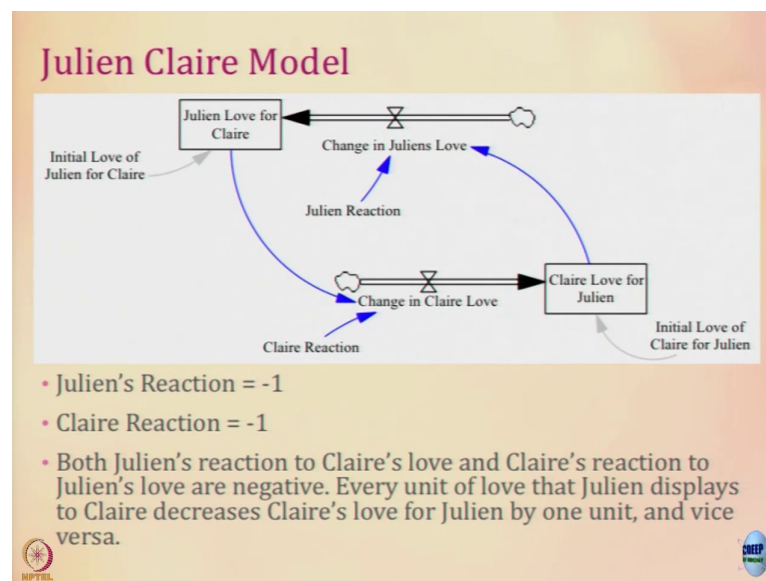 Julien Claire Model
Julien Love for
Claire
Initial Love of
Julien for Claire
Change in Juliens Love
Julien Reaction
Claire Love for
Julien
Change in Claire Love
Claire Reaction
Initial Love of
Claire for Julien
• Julien's Reaction = -1
• Claire Reaction = -1
• Both Julien's reaction to Claire's love and Claire's reaction to
Julien's love are negative. Every unit of love that Julien displays
to Claire decreases Claire's love for Julien by one unit, and vice
versa.
NPTEL